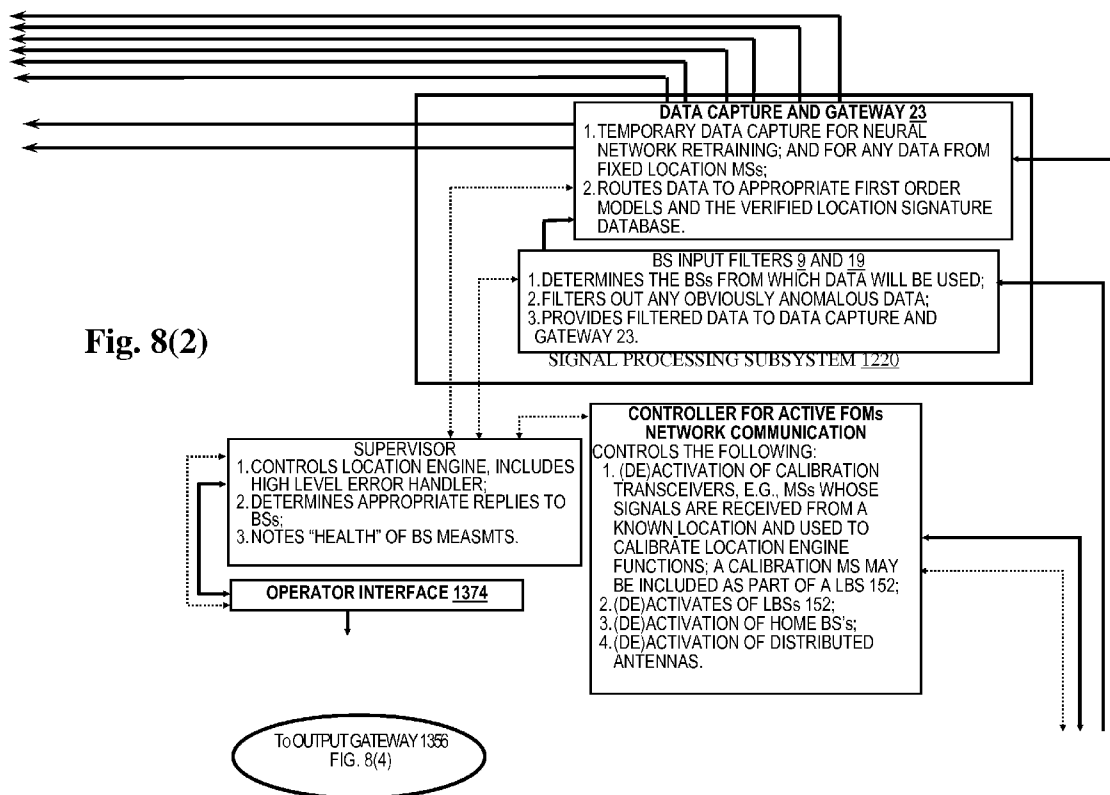 DATA CAPTURE AND GATEWAY 23
1. TEMPORARY DATA CAPTURE FOR NEURAL
NETWORK RETRAINING; AND FOR ANY DATA FROM
FIXED LOCATION MSs;
2. ROUTES DATA TO APPROPRIATE FIRST ORDER
MODELS AND THE VERIFIED LOCATION SIGNATURE
DATABASE.
BS INPUT FILTERS 9 AND 19
1. DETERMINES THE BSs FROM WHICH DATA WILL BE USED;
2. FILTERS OUT ANY OBVIOUSLY ANOMALOUS DATA;
3. PROVIDES FILTERED DATA TO DATA CAPTURE AND
GATEWAY 23.
SIGNAL PROCESSING SUBSYSTEM 1220
Fig. 8(2)
CONTROLLER FOR ACTIVE FOMs
NETWORK COMMUNICATION
CONTROLS THE FOLLOWING:
1. (DE)ACTIVATION OF CALIBRATION
TRANSCEIVERS, E.G., MSs WHOSE
SIGNALS ARE RECEIVED FROM A
KNOWN LOCATION AND USED TO
CALIBRATE LOCATION ENGINE
FUNCTIONS; A CALIBRATION MS MAY
BE INCLUDED AS PART OF A LBS 152;
2. (DE)ACTIVATES OF LBSs 152;
3. (DE)ACTIVATION OF HOME BS's;
4. (DE)ACTIVATION OF DISTRIBUTED
ANTENNAS.
SUPERVISOR
1. CONTROLS LOCATION ENGINE, INCLUDES
HIGH LEVEL ERROR HANDLER;
2. DETERMINES APPROPRIATE REPLIES TO
BSs;
3. NOTES “HEALTH” OF BS MEASMTS.
OPERATOR INTERFACE 1374
To OUTPUT GATEWAY 1356
FIG. 8(4)